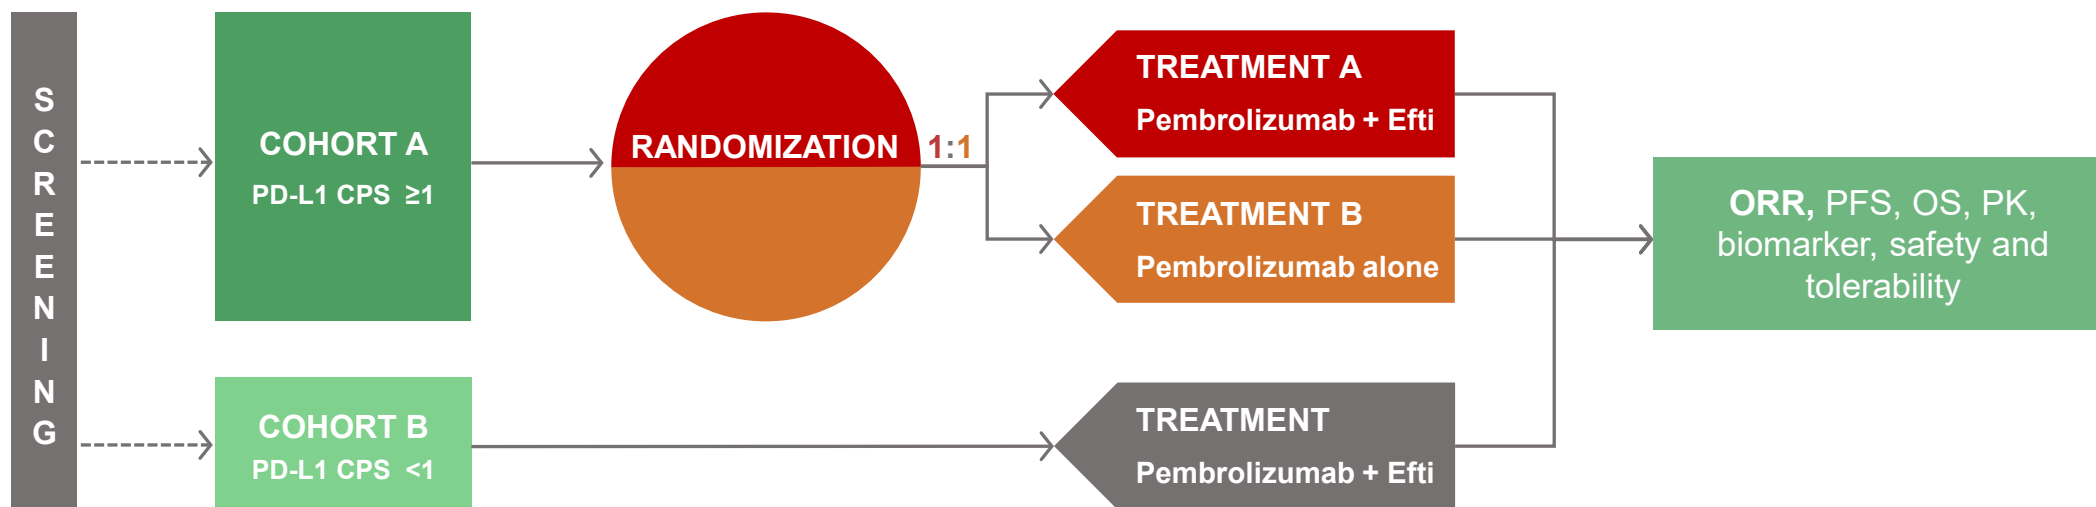 SCREENING
COHORT A
PD-L1 CPS ≥1
RANDOMIZATION
1:1
TREATMENT A
Pembrolizumab + Efti
TREATMENT B
Pembrolizumab alone
ORR, PFS, OS, PK,
biomarker, safety and
tolerability
COHORT B
PD-L1 CPS <1
TREATMENT
Pembrolizumab + Efti